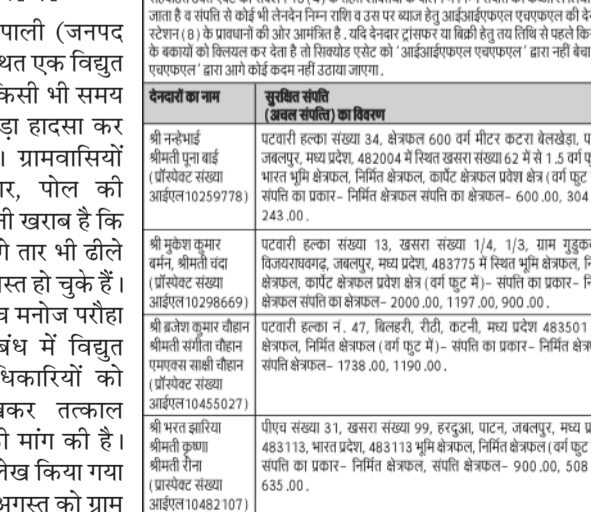 पाली (जनपद
थत एक विद्युत
किसी भी समय
ड़ा हादसा कर
। ग्रामवासियों
ार, पोल की
नी खराब है कि
गे तार भी ढीले
स्त हो चुके हैं।
व मनोज परौहा
बंध में विद्युत
धिकारियों को
खकर तत्काल
ी मांग की है।
लेख किया गया
अगस्त को ग्राम
जाता है व संपत्ति से कोई भी लेनदेन निम्न राशि व उस पर ब्याज हेतु आईआईएफएल एचएफएल की दे
स्टेशन (8) के प्रावधानों की ओर आमंत्रित है. यदि देनदार ट्रांसफर या बिक्री हेतु तय तिथि से पहले कि
के बकायों को क्लियर कर देता है तो सिक्योड एसेट को 'आईआईएफएल एचएफएल' द्वारा नहीं बेचा
एचएफएल' द्वारा आगे कोई कदम नहीं उठाया जाएगा.
देनदारों का नाम
सुरक्षित संपत्ति
(अचल संपत्ति) का विवरण
श्री नन्हेभाई
श्रीमती पूना बाई
(प्रॉस्पेक्ट संख्या
आईएल10259778)
पटवारी हल्का संख्या 34, क्षेत्रफल 600 वर्ग मीटर कटरा बेलखेड़ा, प
जबलपुर, मध्य प्रदेश, 482004 में स्थित खसरा संख्या 62 में से 1.5 वर्ग फ
भारत भूमि क्षेत्रफल, निर्मित क्षेत्रफल, कार्पेट क्षेत्रफल प्रवेश क्षेत्र (वर्ग फुट
संपत्ति का प्रकार- निर्मित क्षेत्रफल संपत्ति का क्षेत्रफल- 600.00, 304
243.00.
श्री मुकेश कुमार
बर्मन, श्रीमती चंदा
(प्रॉस्पेक्ट संख्या
आईएल10298669)
पटवारी हल्का संख्या 13, खसरा संख्या 1/4, 1/3, ग्राम गुडुक
विजयराघवगढ़, जबलपुर, मध्य प्रदेश, 483775 में स्थित भूमि क्षेत्रफल, नि
क्षेत्रफल, कार्पेट क्षेत्रफल प्रवेश क्षेत्र (वर्ग फुट में)- संपत्ति का प्रकार- नि
क्षेत्रफल संपत्ति का क्षेत्रफल- 2000.00, 1197.00, 900.00.
श्री ब्रजेश कुमार चौहान
श्रीमती संगीता चौहान
एमएक्स साक्षी चौहान
(प्रॉस्पेक्ट संख्या
आईएल10455027)
पटवारी हल्का नं. 47, बिलहरी, रीठी, कटनी, मध्य प्रदेश 483501
क्षेत्रफल, निर्मित क्षेत्रफल (वर्ग फुट में)- संपत्ति का प्रकार- निर्मित क्षेत्र
संपत्ति क्षेत्रफल- 1738.00, 1190.00.
श्री भरत झारिया
श्रीमती कृष्णा
श्रीमती रीना
(प्रास्पेक्ट संख्या
आईएल10482107)
पीएच संख्या 31, खसरा संख्या 99, हरदुआ, पाटन, जबलपुर, मध्य प्र
483113, भारत प्रदेश, 483113 भूमि क्षेत्रफल, निर्मित क्षेत्रफल (वर्ग फुट
संपत्ति का प्रकार- निर्मित क्षेत्रफल, संपत्ति क्षेत्रफल- 900.00, 508
635.00.